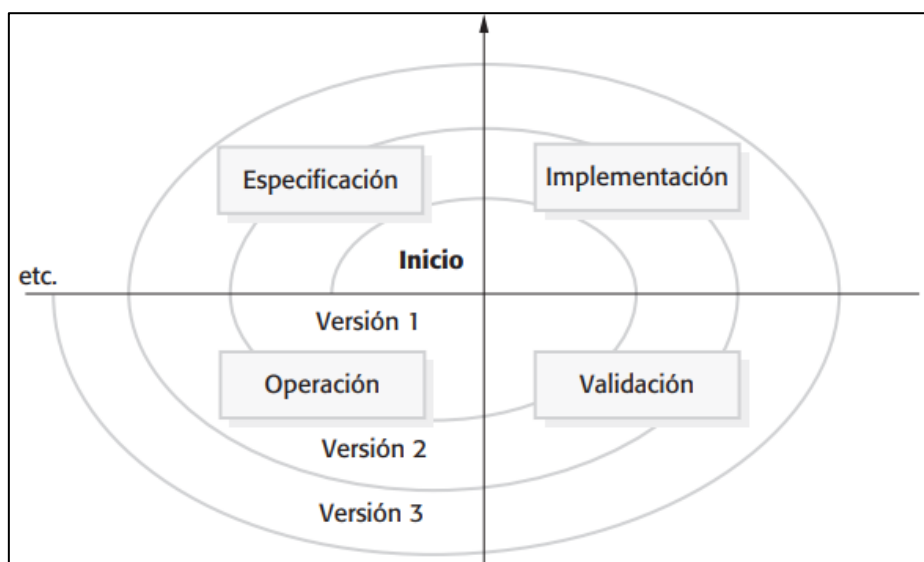 Especificación
Implementación
Inicio
etc.
Versión 1
Operación
Validación
Versión 2
Versión 3